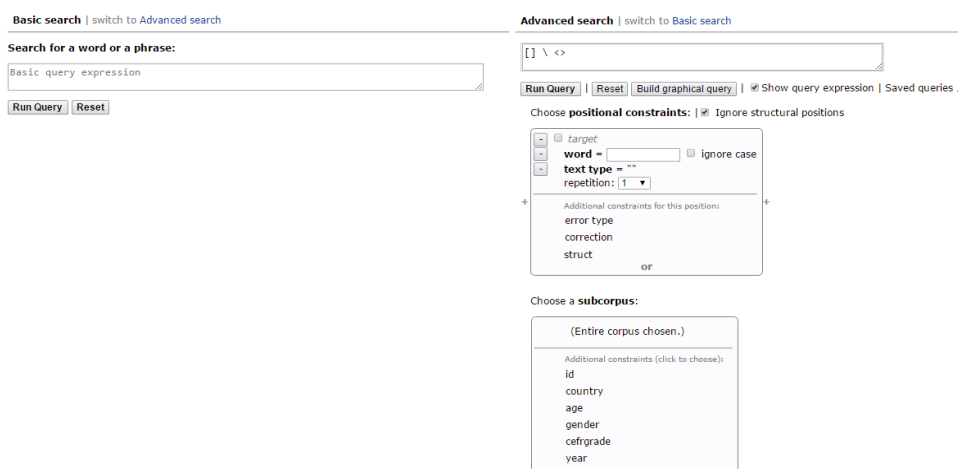 Basic search | switch to Advanced search
Search for a word or a phrase:
Basic query expression
Run Query Reset
Advanced search | switch to Basic search
[] \ <>
Run Query | Reset Build graphical query | Show query expression | Saved queries .
Choose positional constraints: | Ignore structural positions
- target
- word = ignore case
- text type = ""
repetition: 1
+ +
Additional constraints for this position:
error type
correction
struct
or
Choose a subcorpus:
(Entire corpus chosen.)
Additional constraints (click to choose):
id
country
age
gender
cefrgrade
year